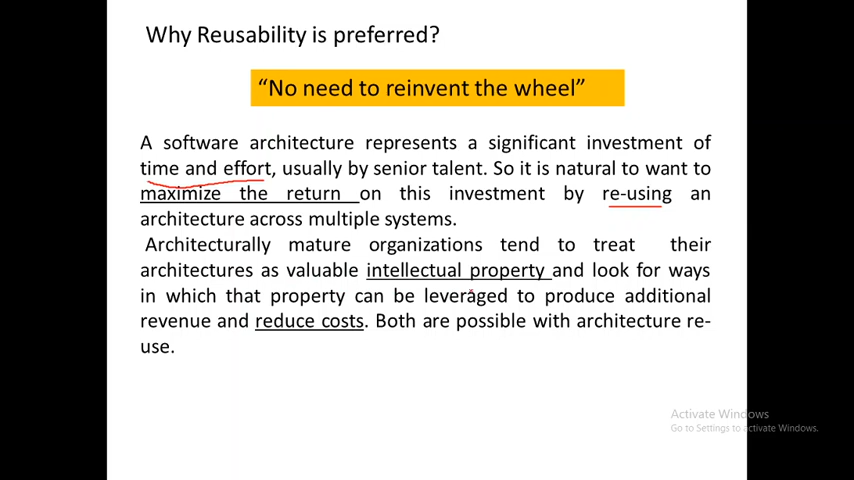 Why Reusability is preferred?
“No need to reinvent the wheel”
A software architecture represents a significant investment of
time and effort, usually by senior talent. So it is natural to want to
maximize the return on this investment by re-using an
architecture across multiple systems.
Architecturally mature organizations tend to treat their
architectures as valuable intellectual property and look for ways
in which that property can be leveraged to produce additional
revenue and reduce costs. Both are possible with architecture re-
use.
Activate Windows
Go to Settings to activate Windows.